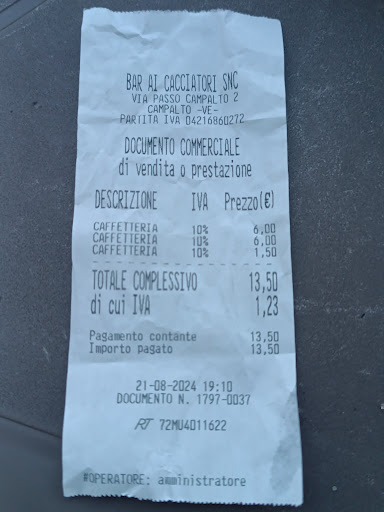 BAR AI CACCIATORI SNC
VIA PASSO CAMPALTO 2
CAMPALTO -VE-
PARTITA IVA 04216860272
DOCUMENTO COMMERCIALE
di vendita o prestazione
DESCRIZIONE IVA Prezzo(€)
CAFFETTERIA 10% 6,00
CAFFETTERIA 10% 6,00
CAFFETTERIA 10% 1,50
TOTALE COMPLESSIVO 13,50
di cui IVA 1,23
Pagamento contante 13,50
Importo pagato 13,50
21-08-2024 19:10
DOCUMENTO N. 1797-0037
RT 72MU4011622
#OPERATORE: amministratore